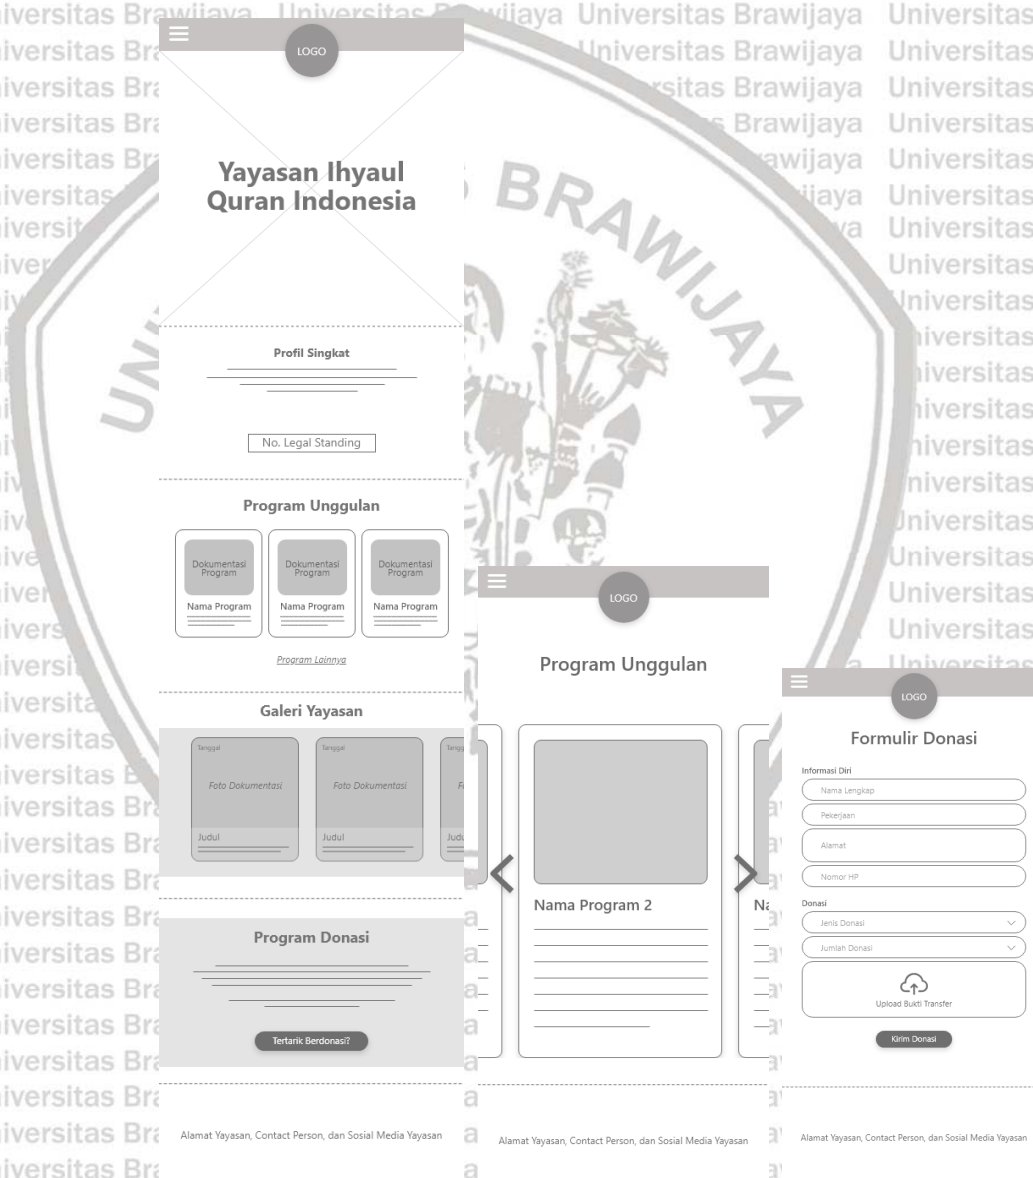 LOGO
Yayasan Ihyaul
Quran Indonesia
Profil Singkat
No. Legal Standing
Program Unggulan
Dokumentasi
Program
Nama Program
Dokumentasi
Program
Nama Program
Dokumentasi
Program
Nama Program
Program Lainnya
Galeri Yayasan
Tanggal
Foto Dokumentasi
Judul
Tanggal
Foto Dokumentasi
Judul
Tangg
F
Judu
Program Donasi
Tertarik Berdonasi?
Alamat Yayasan, Contact Person, dan Sosial Media Yayasan
LOGO
Program Unggulan
Nama Program 2
Na
Alamat Yayasan, Contact Person, dan Sosial Media Yayasan
LOGO
Formulir Donasi
Informasi Diri
Nama Lengkap
Pekerjaan
Alamat
Nomor HP
Donasi
Jenis Donasi
Jumlah Donasi
Upload Bukti Transfer
Kirim Donasi
Alamat Yayasan, Contact Person, dan Sosial Media Yayasan